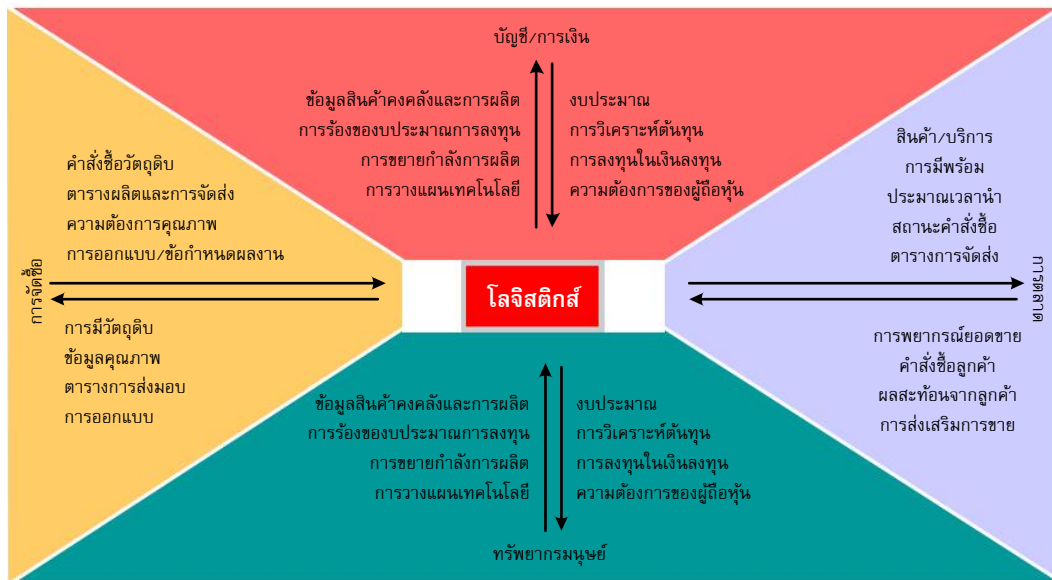 บัญชี/การเงิน
ข้อมูลสินค้าคงคลังและการผลิต
การร้องของบประมาณการลงทุน
การขยายกำลังการผลิต
การวางแผนเทคโนโลยี
งบประมาณ
การวิเคราะห์ต้นทุน
การลงทุนในเงินลงทุน
ความต้องการของผู้ถือหุ้น
การจัดซื้อ
คำสั่งซื้อวัตถุดิบ
ตารางผลิตและการจัดส่ง
ความต้องการคุณภาพ
การออกแบบ/ข้อกำหนดผลงาน
การมีวัตถุดิบ
ข้อมูลคุณภาพ
ตารางการส่งมอบ
การออกแบบ
โลจิสติกส์
สินค้า/บริการ
การมีพร้อม
ประมาณเวลานำ
สถานะคำสั่งซื้อ
ตารางการจัดส่ง
การพยากรณ์ยอดขาย
คำสั่งซื้อลูกค้า
ผลสะท้อนจากลูกค้า
การส่งเสริมการขาย
การตลาด
ข้อมูลสินค้าคงคลังและการผลิต
การร้องของบประมาณการลงทุน
การขยายกำลังการผลิต
การวางแผนเทคโนโลยี
งบประมาณ
การวิเคราะห์ต้นทุน
การลงทุนในเงินลงทุน
ความต้องการของผู้ถือหุ้น
ทรัพยากรมนุษย์